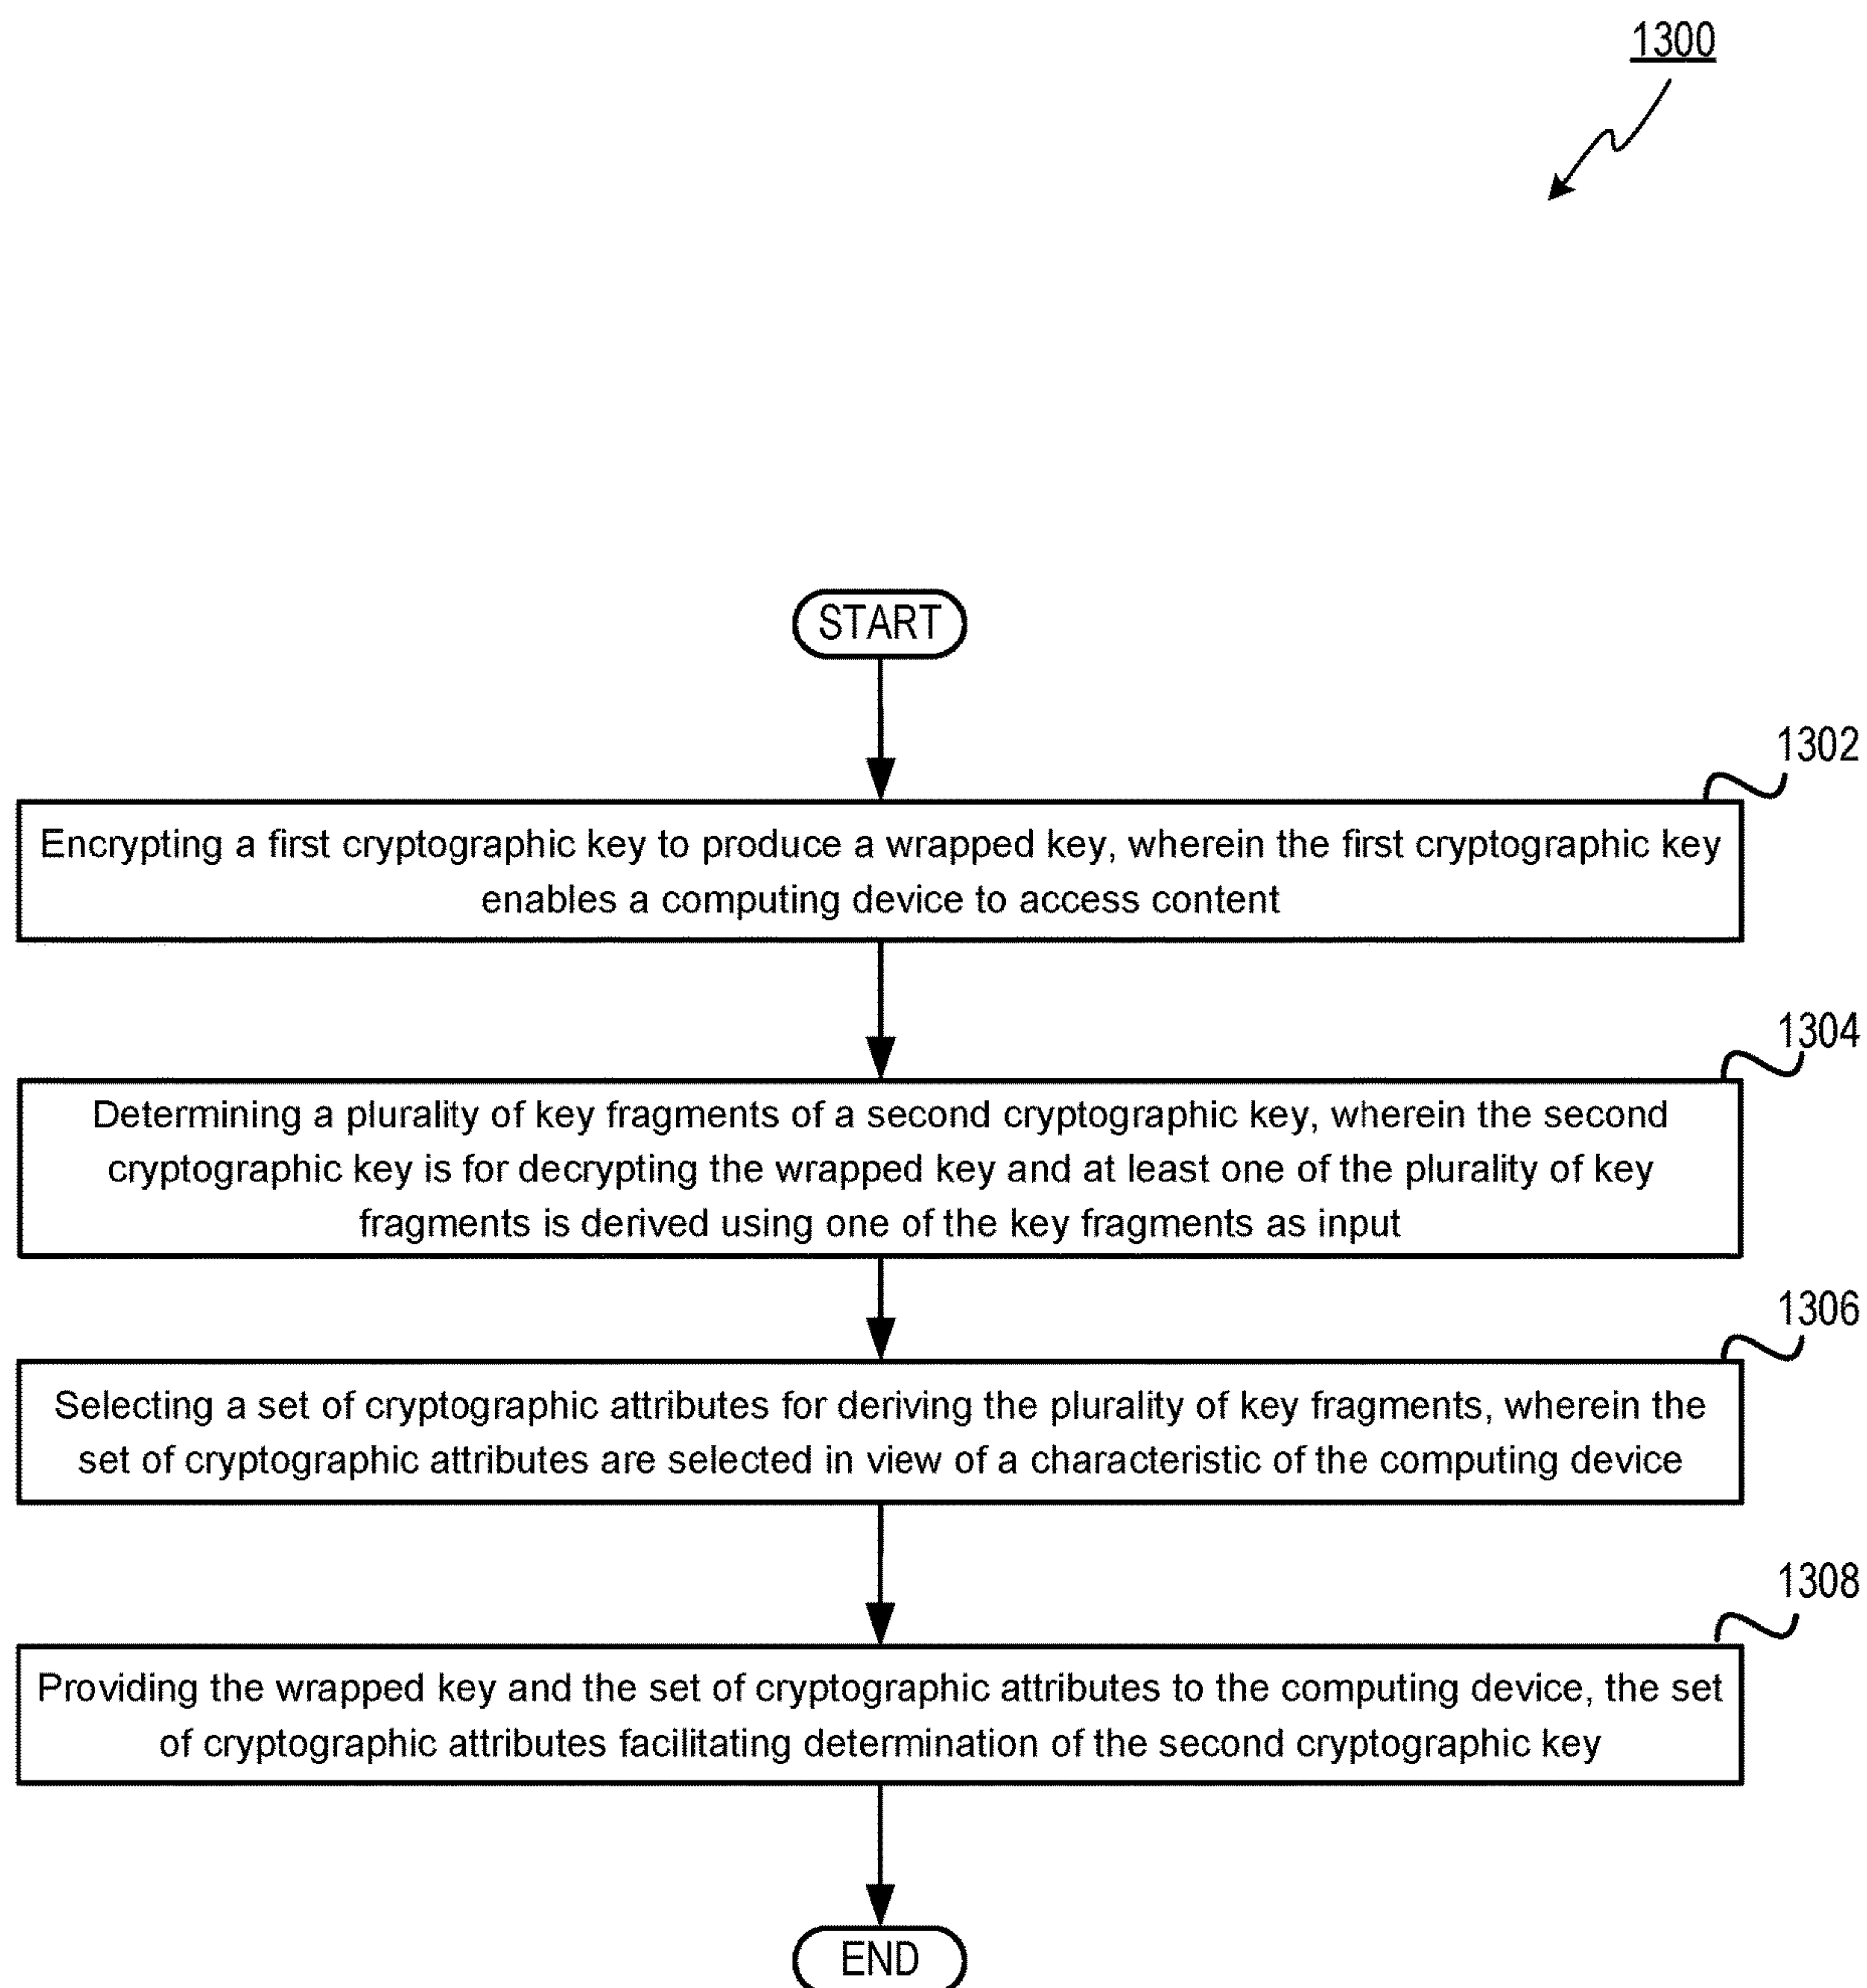 1300
START
1302
Encrypting a first cryptographic key to produce a wrapped key, wherein the first cryptographic key
enables a computing device to access content
1304
Determining a plurality of key fragments of a second cryptographic key, wherein the second
cryptographic key is for decrypting the wrapped key and at least one of the plurality of key
fragments is derived using one of the key fragments as input
1306
Selecting a set of cryptographic attributes for deriving the plurality of key fragments, wherein the
set of cryptographic attributes are selected in view of a characteristic of the computing device
1308
Providing the wrapped key and the set of cryptographic attributes to the computing device, the set
of cryptographic attributes facilitating determination of the second cryptographic key
END